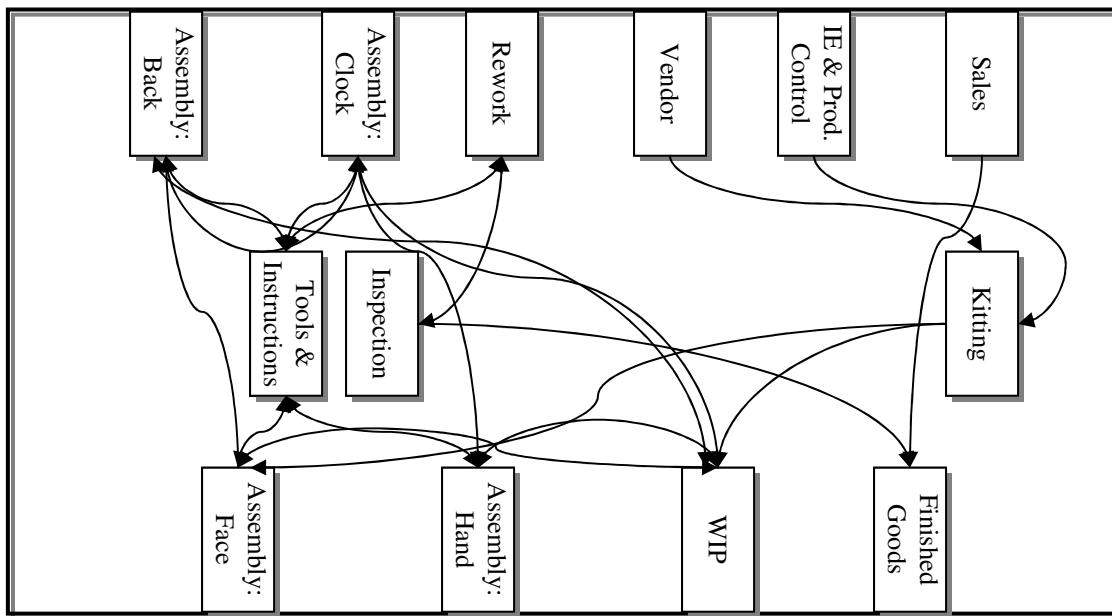 Assembly:
Back
Assembly:
Clock
Rework
Vendor
IE & Prod.
Control
Sales
Tools &
Instructions
Inspection
Kitting
Assembly:
Face
Assembly:
Hand
WIP
Finished
Goods